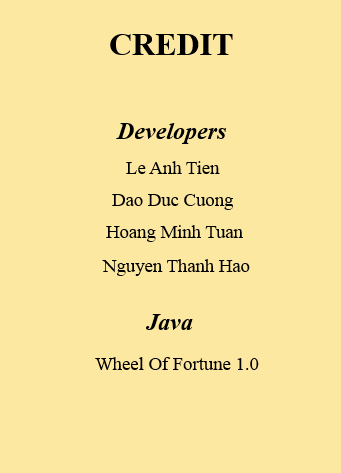 CREDIT
Developers
Le Anh Tien
Dao Duc Cuong
Hoang Minh Tuan
Nguyen Thanh Hao
Java
Wheel Of Fortune 1.0